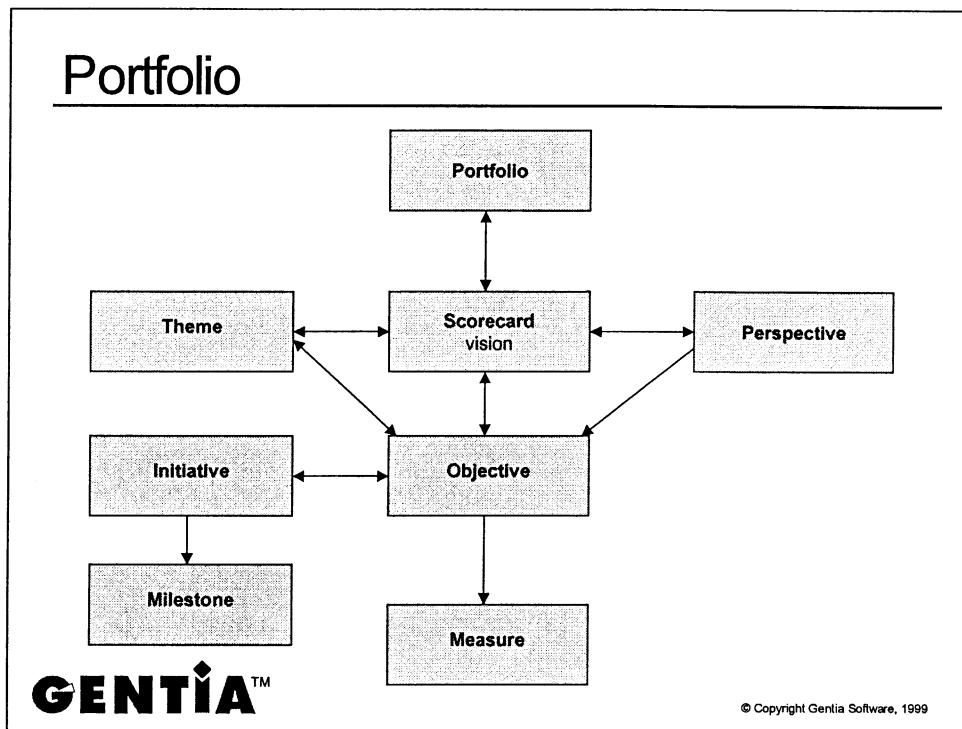 Portfolio
Portfolio
Theme
Scorecard
vision
Perspective
Initiative
Objective
Milestone
Measure
GENTIA™
© Copyright Gentia Software, 1999